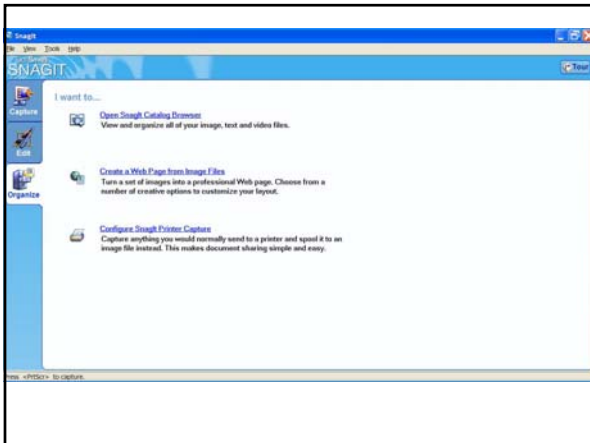 SnagIt
File View Tools Help
SNAGIT
Tour
Capture
Edit
Organize
I want to...
Open SnagIt Catalog Browser
View and organize all of your image, text and video files.
Create a Web Page from Image Files
Turn a set of images into a professional Web page. Choose from a
number of creative options to customize your layout.
Configure SnagIt Printer Capture
Capture anything you would normally send to a printer and spool it to an
image file instead. This makes document sharing simple and easy.
Press <PrtScr> to capture.